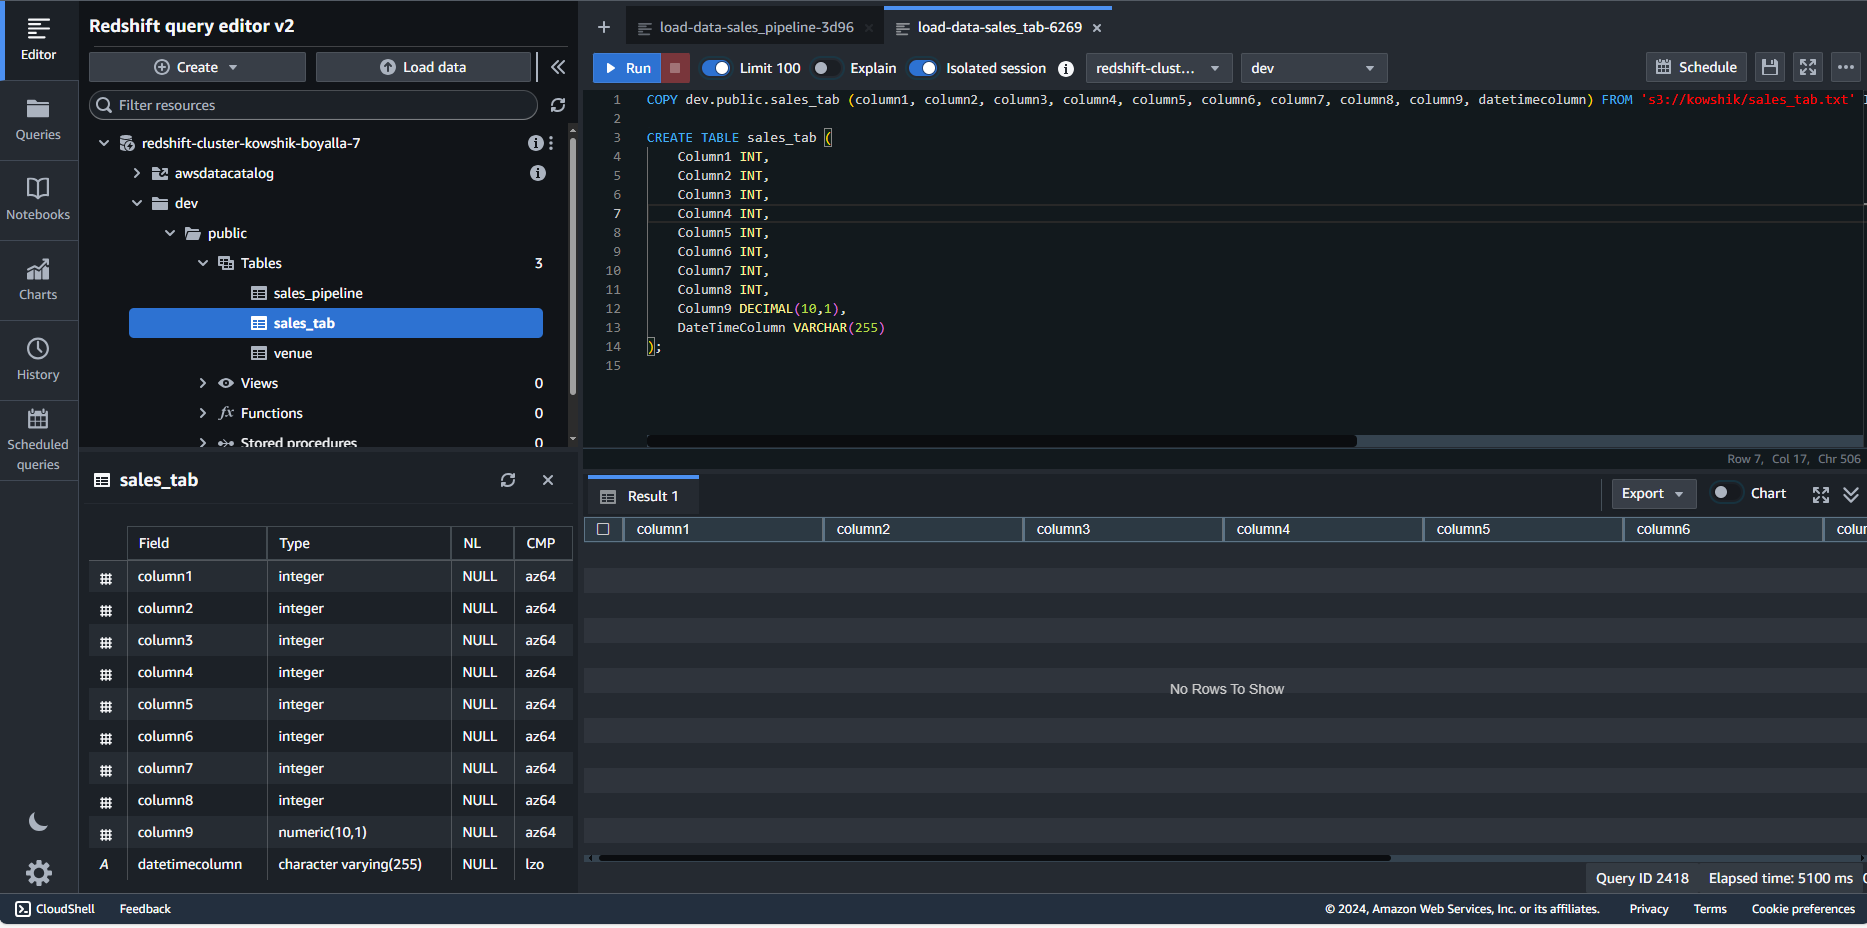 Editor
Queries
Notebooks
Charts
History
Scheduled
queries
Redshift query editor v2
Create
Load data
Filter resources
redshift-cluster-kowshik-boyalla-7
awsdatacatalog
dev
public
Tables 3
sales_pipeline
sales_tab
venue
Views 0
fx Functions 0
Stored procedures 0
sales_tab
Field Type NL CMP
column1 integer NULL az64
column2 integer NULL az64
column3 integer NULL az64
column4 integer NULL az64
column5 integer NULL az64
column6 integer NULL az64
column7 integer NULL az64
column8 integer NULL az64
column9 numeric(10,1) NULL az64
A datetimecolumn character varying(255) NULL lzo
load-data-sales_pipeline-3d96
load-data-sales_tab-6269
Run Limit 100 Explain Isolated session redshift-clust... dev Schedule
1 COPY dev.public.sales_tab (column1, column2, column3, column4, column5, column6, column7, column8, column9, datetimecolumn) FROM 's3://kowshik/sales_tab.txt'
2
3 CREATE TABLE sales_tab (
4 Column1 INT,
5 Column2 INT,
6 Column3 INT,
7 Column4 INT,
8 Column5 INT,
9 Column6 INT,
10 Column7 INT,
11 Column8 INT,
12 Column9 DECIMAL(10,1),
13 DateTimeColumn VARCHAR(255)
14 );
15
Row 7, Col 17, Chr 506
Result 1 Export Chart
column1 column2 column3 column4 column5 column6
No Rows To Show
Query ID 2418 Elapsed time: 5100 ms
CloudShell Feedback © 2024, Amazon Web Services, Inc. or its affiliates. Privacy Terms Cookie preferences